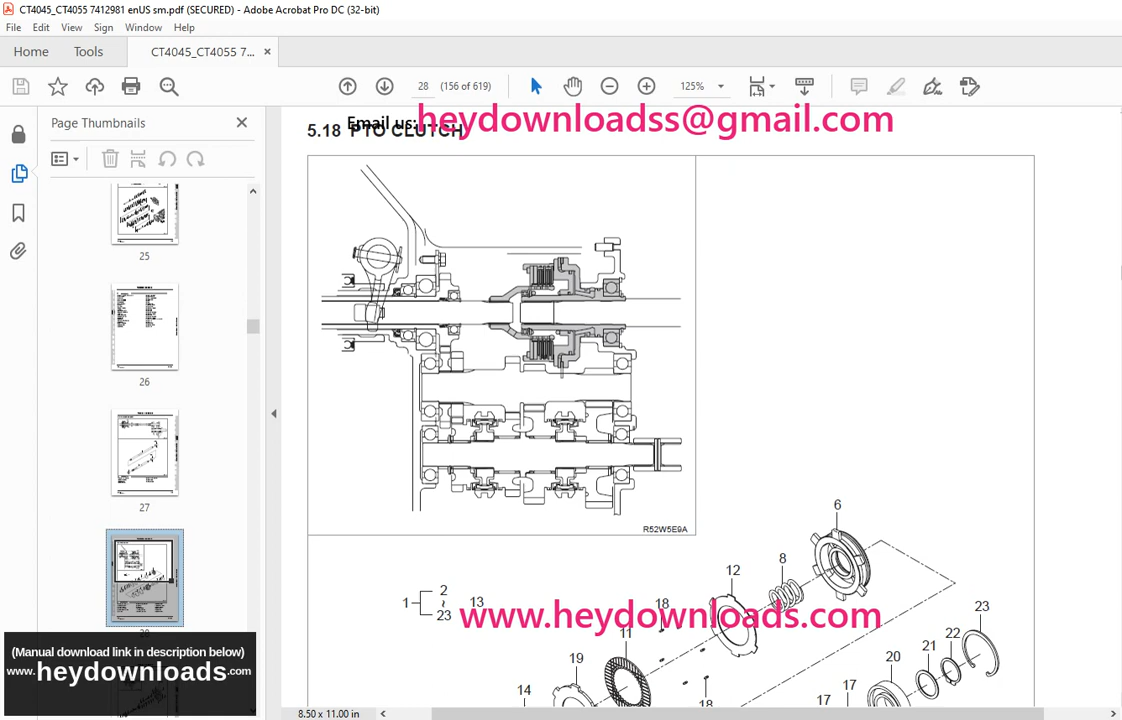 CT4045_CT4055 7412981 enUS sm.pdf (SECURED) - Adobe Acrobat Pro DC (32-bit)
File Edit View Sign Window Help
Home Tools CT4045_CT4055 7... ×
28 (156 of 619) 125%
Page Thumbnails
25
26
27
(Manual download link in description below)
www.heydownloads.com
Email us: heydownloadss@gmail.com
5.18 PTO CLUTCH
R52W5E9A
6
8
12
1 2 13 18
23
www.heydownloads.com
11
23
22
21
20
19
18
17
17
14
8.50 x 11.00 in